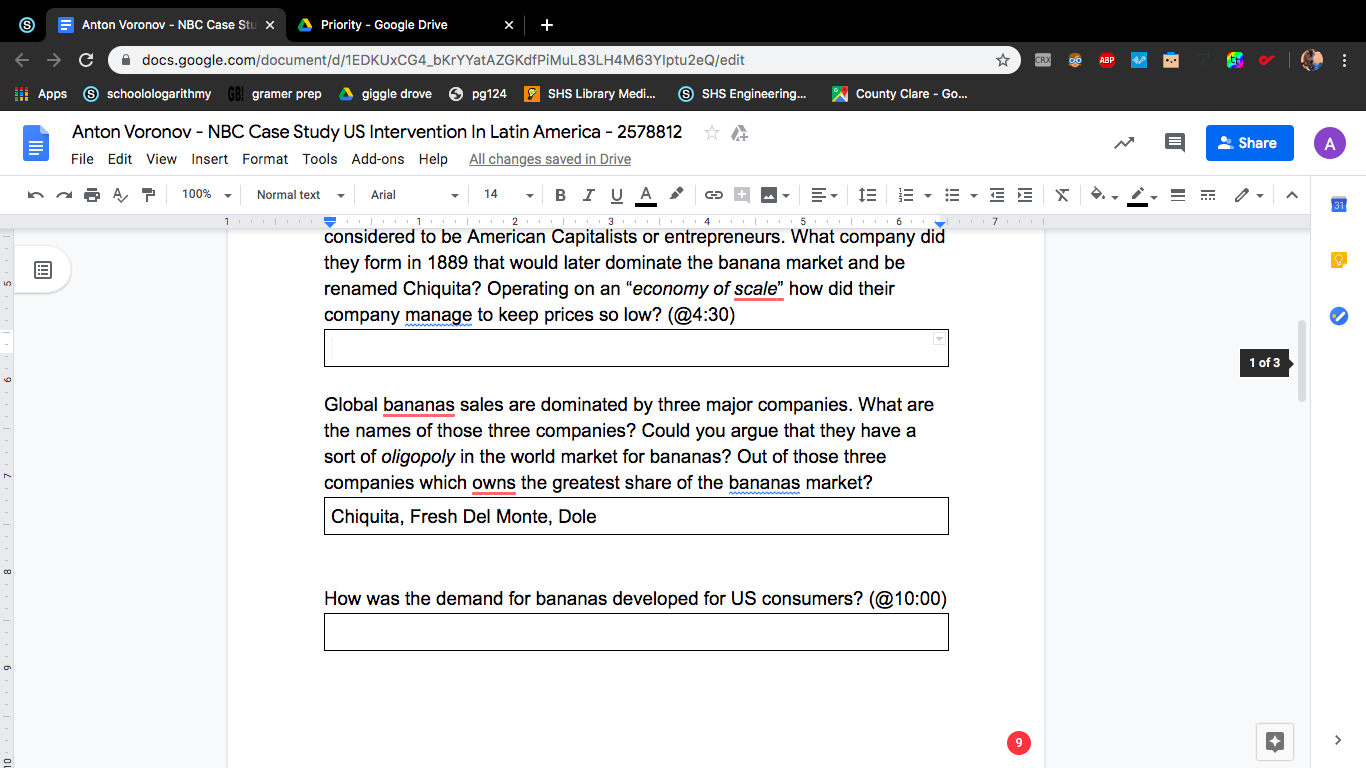 Anton Voronov - NBC Case Stu
Priority - Google Drive
docs.google.com/document/d/1EDKUxCG4_bKrYYatAZGKdfPiMuL83LH4M63YIptu2eQ/edit
CRX
ABP
Apps
schoolologarithmy
GB!
gramer prep
giggle drove
pg124
SHS Library Medi...
SHS Engineering...
County Clare - Go...
Anton Voronov - NBC Case Study US Intervention In Latin America - 2578812
Share
A
File Edit View Insert Format Tools Add-ons Help All changes saved in Drive
100% Normal text Arial 14 B I U A
31
1 1 2 3 4 5 6 7
considered to be American Capitalists or entrepreneurs. What company did
they form in 1889 that would later dominate the banana market and be
renamed Chiquita? Operating on an “economy of scale” how did their
company manage to keep prices so low? (@4:30)
Global bananas sales are dominated by three major companies. What are
the names of those three companies? Could you argue that they have a
sort of oligopoly in the world market for bananas? Out of those three
companies which owns the greatest share of the bananas market?
Chiquita, Fresh Del Monte, Dole
How was the demand for bananas developed for US consumers? (@10:00)
1 of 3
5
6
7
8
9
10
9